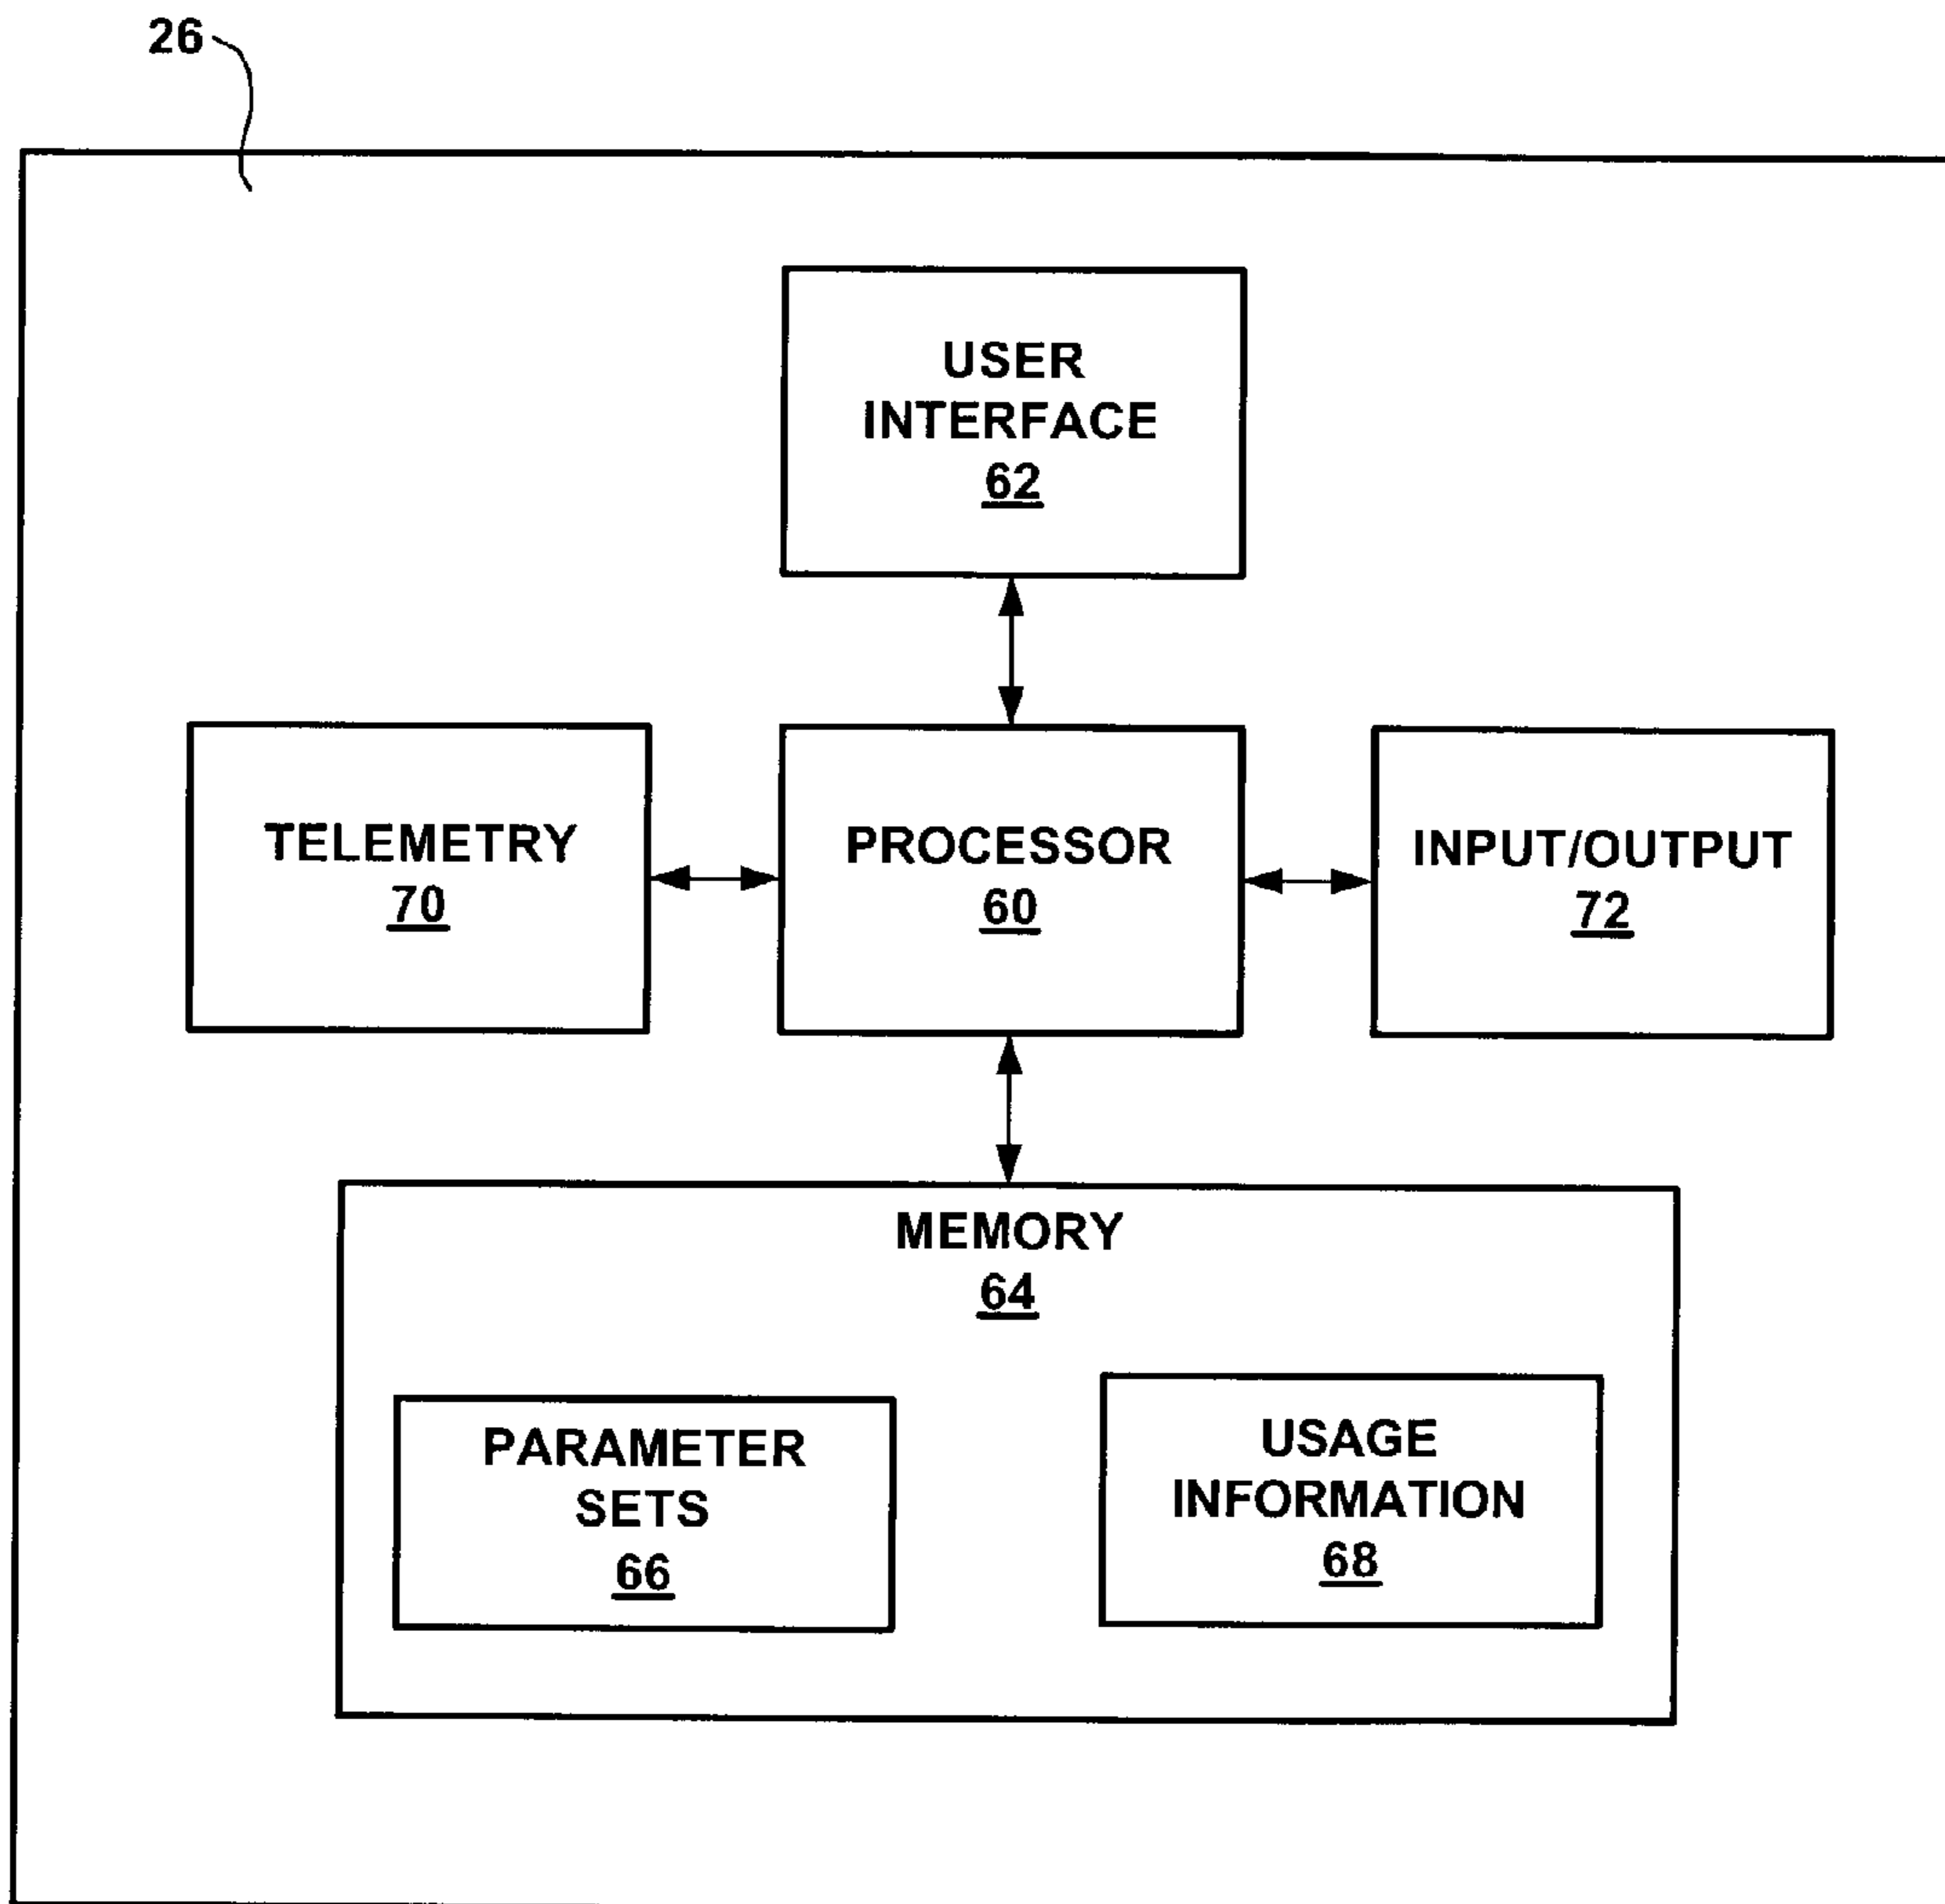 26
USER
INTERFACE
62
TELEMETRY
70
PROCESSOR
60
INPUT/OUTPUT
72
MEMORY
64
PARAMETER
SETS
66
USAGE
INFORMATION
68